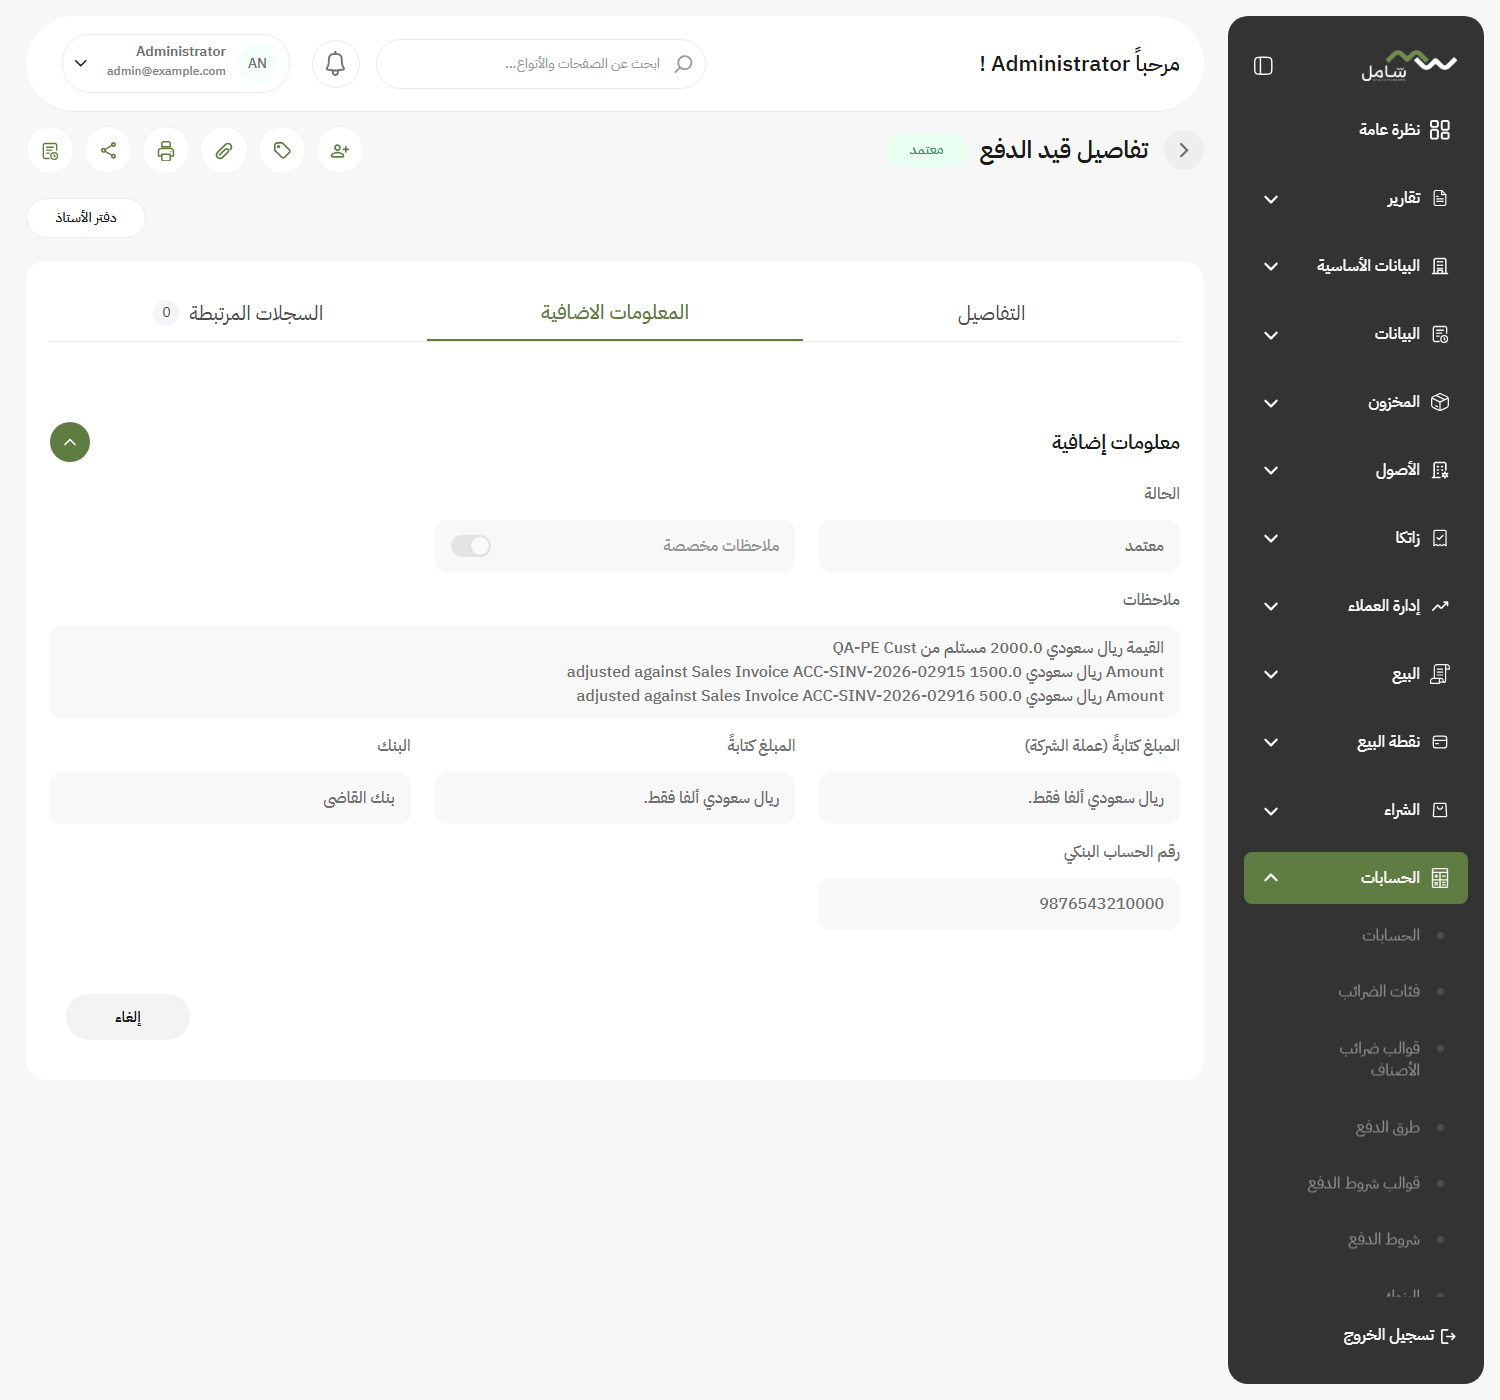 شامل
نظرة عامة
تقارير
البيانات الأساسية
البيانات
المخزون
الأصول
زاتكا
إدارة العملاء
البيع
نقطة البيع
الشراء
الحسابات
الحسابات
فئات الضرائب
قوالب ضرائب
الأصناف
طرق الدفع
قوالب شروط الدفع
شروط الدفع
البنوك
تسجيل الخروج
مرحباً Administrator !
ابحث عن الصفحات والأنواع...
AN
Administrator
admin@example.com
تفاصيل قيد الدفع
معتمد
دفتر الأستاذ
التفاصيل
المعلومات الاضافية
السجلات المرتبطة 0
معلومات إضافية
الحالة
معتمد
ملاحظات مخصصة
ملاحظات
القيمة ريال سعودي 2000.0 مستلم من QA-PE Cust
Amount ريال سعودي 1500.0 adjusted against Sales Invoice ACC-SINV-2026-02915
Amount ريال سعودي 500.0 adjusted against Sales Invoice ACC-SINV-2026-02916
المبلغ كتابةً (عملة الشركة)
المبلغ كتابةً
البنك
ريال سعودي ألفا فقط.
ريال سعودي ألفا فقط.
بنك القاضى
رقم الحساب البنكي
9876543210000
إلغاء